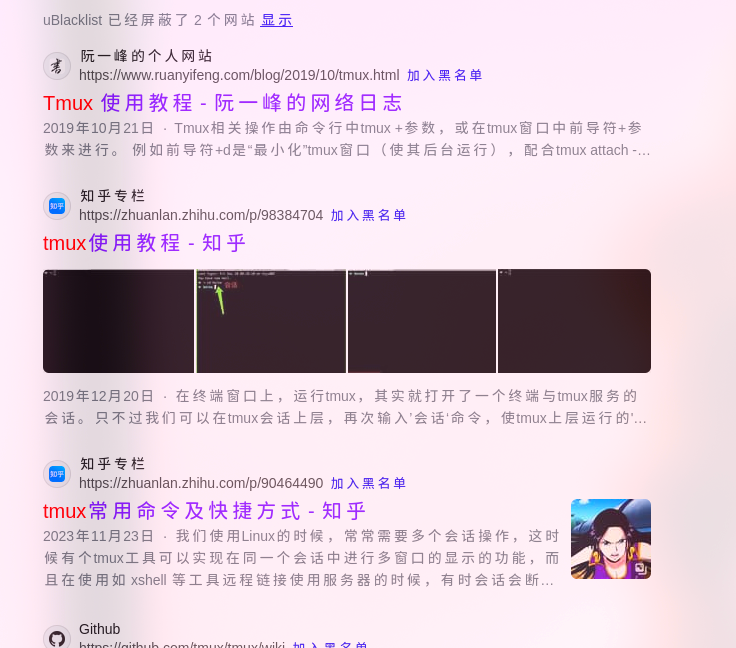 uBlacklist 已经屏蔽了 2 个网站 显示
阮一峰的个人网站
https://www.ruanyifeng.com/blog/2019/10/tmux.html 加入黑名单
Tmux 使用教程 - 阮一峰的网络日志
2019年10月21日 · Tmux相关操作由命令行中tmux +参数，或在tmux窗口中前导符+参
数来进行。 例如前导符+d是“最小化”tmux窗口（使其后台运行），配合tmux attach -...
知乎专栏
知乎
https://zhuanlan.zhihu.com/p/98384704 加入黑名单
tmux使用教程 - 知乎
会话
2019年12月20日 · 在终端窗口上，运行tmux，其实就打开了一个终端与tmux服务的
会话。只不过我们可以在tmux会话上层，再次输入'会话'命令，使tmux上层运行的'...
知乎专栏
知乎
https://zhuanlan.zhihu.com/p/90464490 加入黑名单
tmux常用命令及快捷方式 - 知乎
2023年11月23日 · 我们使用Linux的时候，常常需要多个会话操作，这时
候有个tmux工具可以实现在同一个会话中进行多窗口的显示的功能，而
且在使用如 xshell 等工具远程链接使用服务器的时候，有时会话会断...
Github
https://github.com/tmux/tmux/wiki 加入黑名单